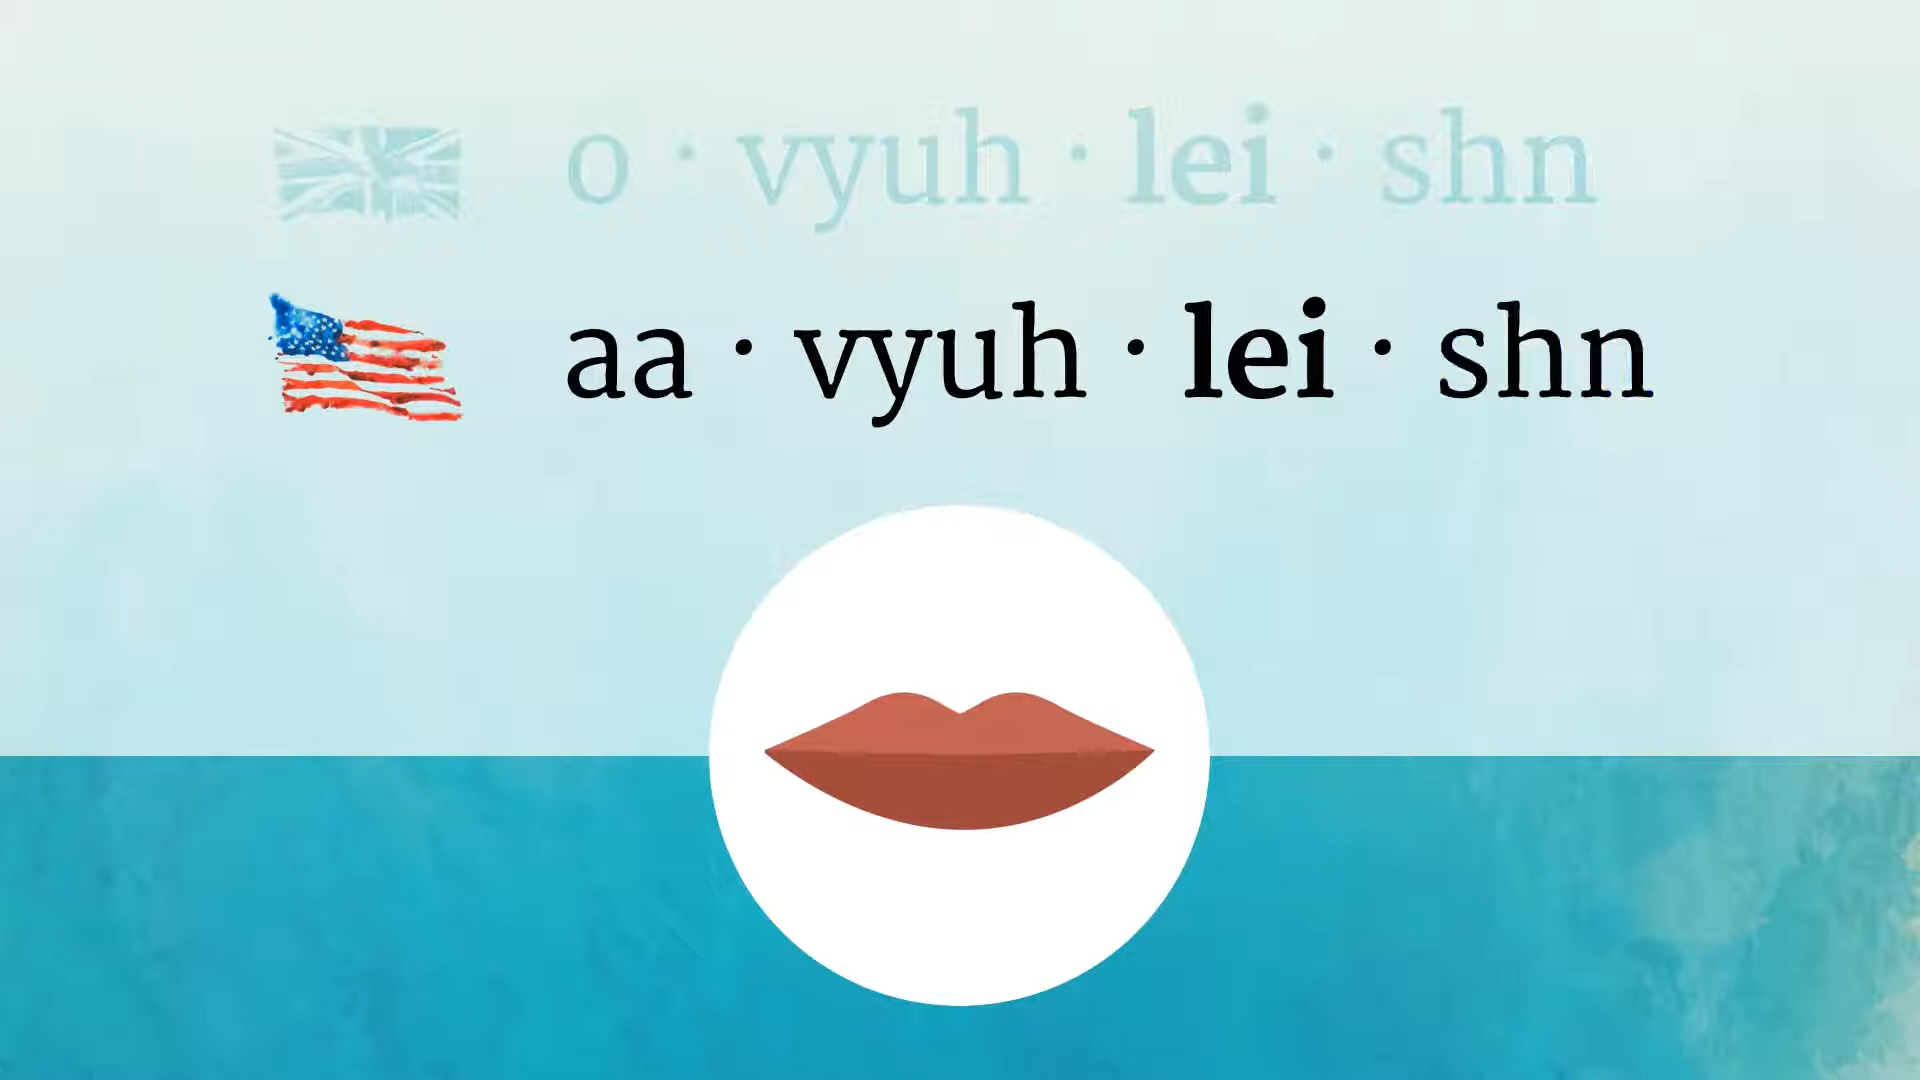 o · vyuh · lei · shn
aa · vyuh · lei · shn